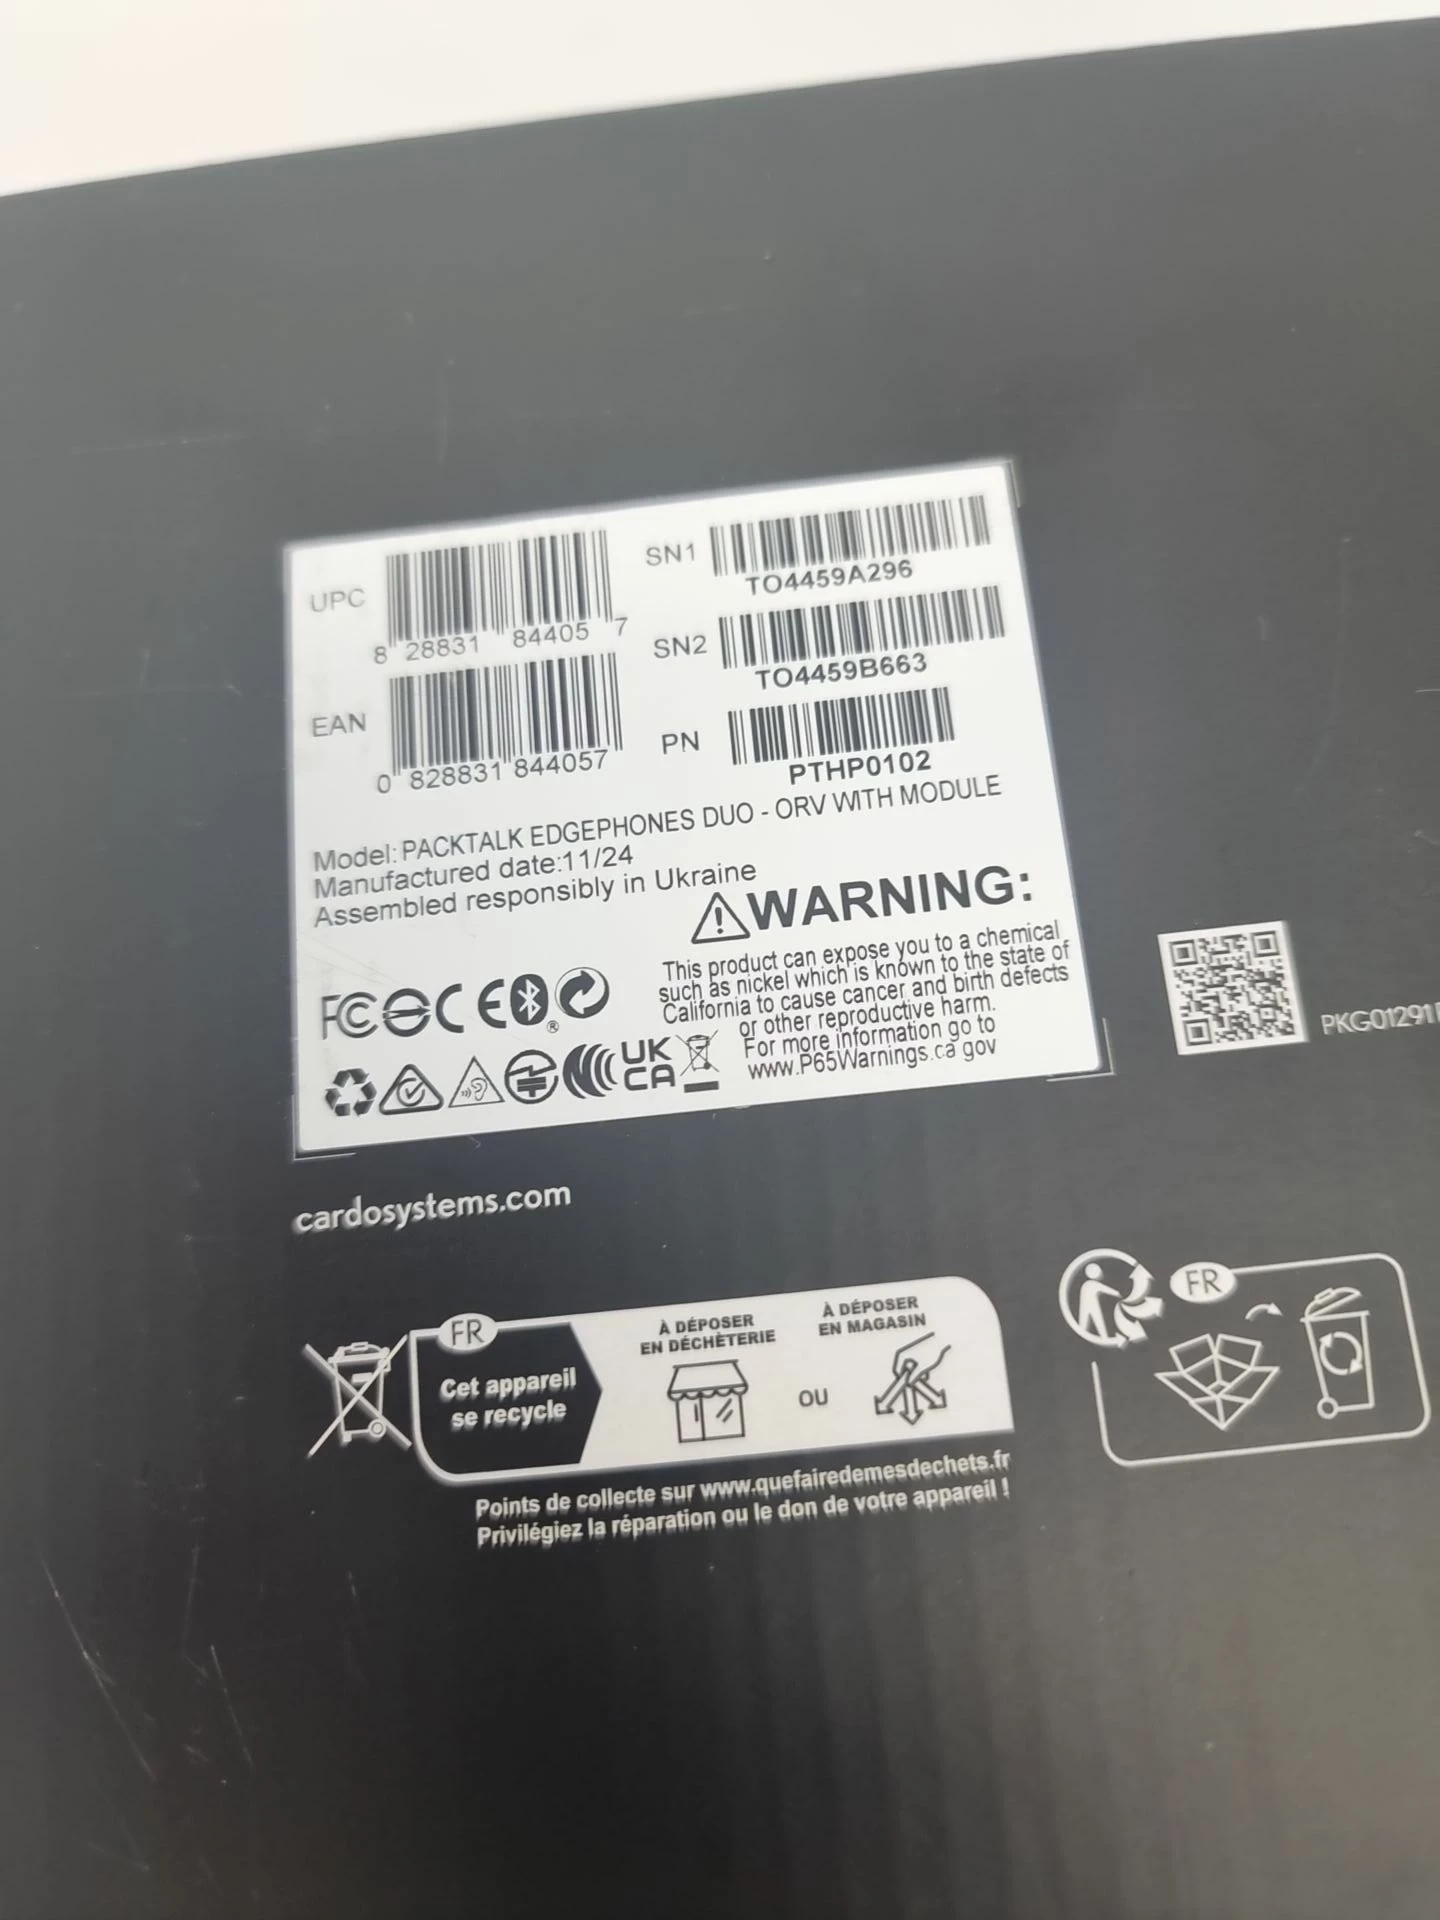 UPC
8 28831 84405 7
EAN
0 828831 844057
SN1
TO4459A296
SN2
TO4459B663
PN
PTHP0102
Model: PACKTALK EDGEPHONES DUO - ORV WITH MODULE
Manufactured date:11/24
Assembled responsibly in Ukraine
WARNING:
This product can expose you to a chemical
such as nickel which is known to the state of
California to cause cancer and birth defects
or other reproductive harm.
For more information go to
www.P65Warnings.ca gov
FC CE
UK
CA
PKG01291
cardosystems.com
FR
Cet appareil
se recycle
À DÉPOSER
EN DÉCHÈTERIE
OU
À DÉPOSER
EN MAGASIN
Points de collecte sur www.quefairedemesdechets.fr
Privilégiez la réparation ou le don de votre appareil !
FR